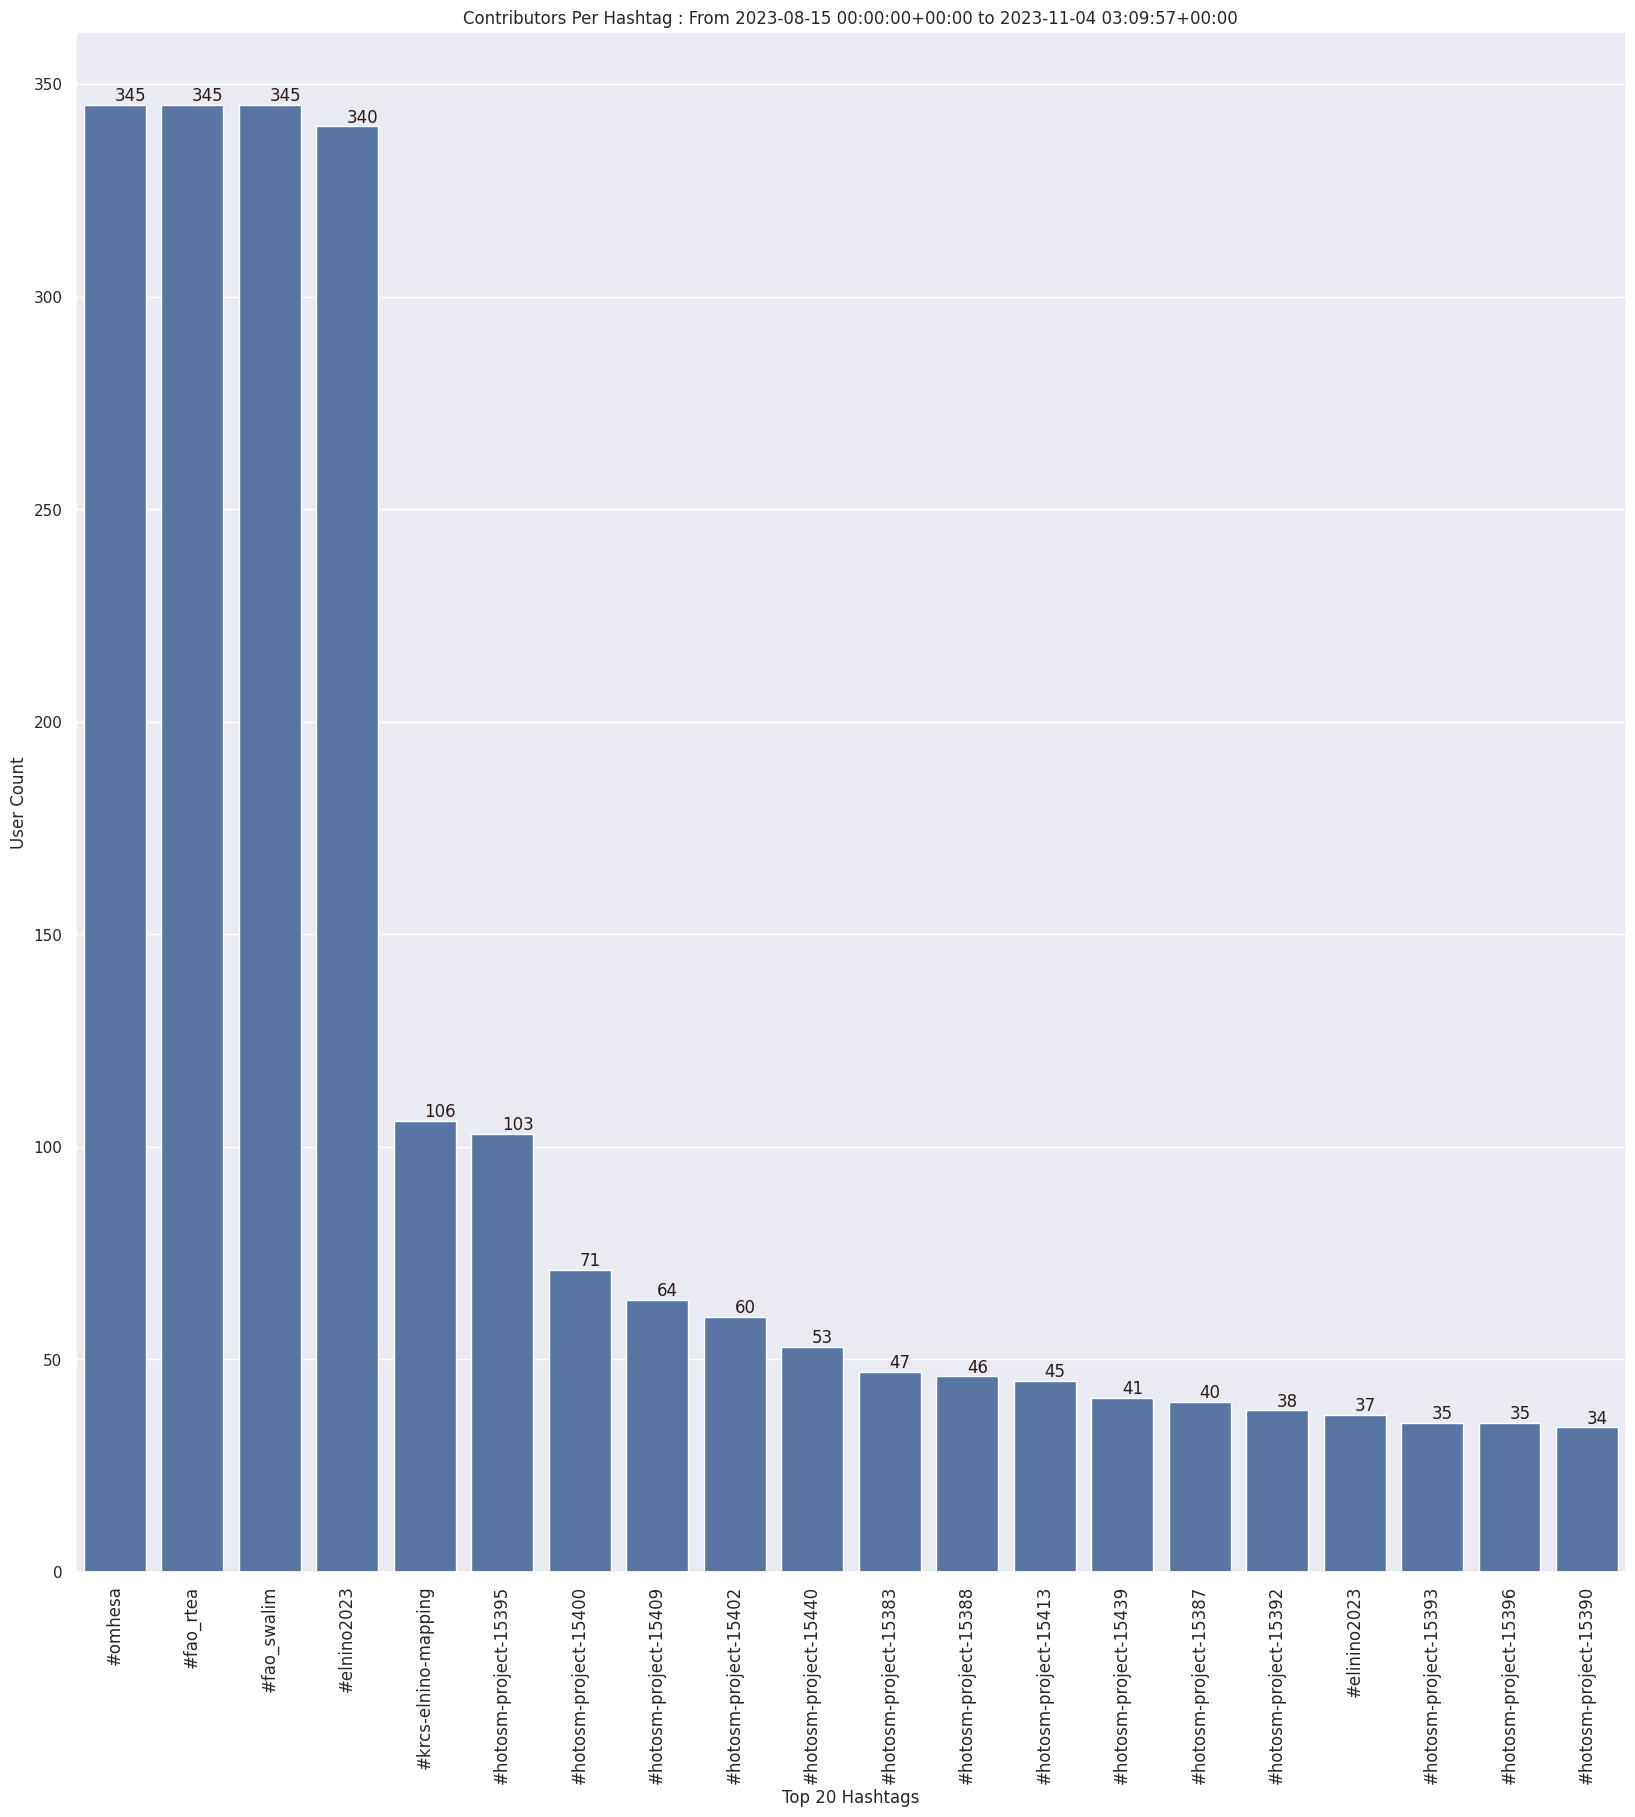 Contributors Per Hashtag : From 2023-08-15 00:00:00+00:00 to 2023-11-04 03:09:57+00:00
User Count
350
300
250
200
150
100
50
0
345
345
345
340
106
103
71
64
60
53
47
46
45
41
40
38
37
35
35
34
#omhesa
#fao_rtea
#fao_swalim
#elnino2023
#krcs-elnino-mapping
#hotosm-project-15395
#hotosm-project-15400
#hotosm-project-15409
#hotosm-project-15402
#hotosm-project-15440
#hotosm-project-15383
#hotosm-project-15388
#hotosm-project-15413
#hotosm-project-15439
#hotosm-project-15387
#hotosm-project-15392
#elinino2023
#hotosm-project-15393
#hotosm-project-15396
#hotosm-project-15390
Top 20 Hashtags